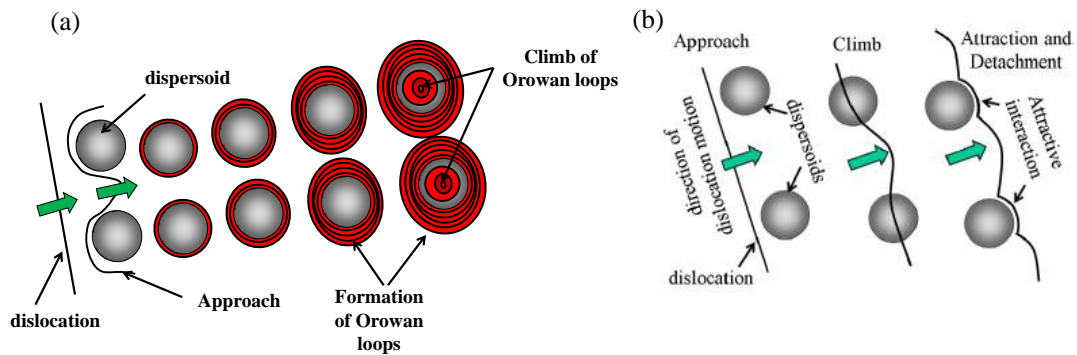 (a)
dispersoid
Climb of
Orowan loops
Approach
dislocation
Formation
of Orowan
loops
(b)
Approach
Climb
Attraction and
Detachment
direction of
dislocation motion
dispersoids
Attractive
interaction
dislocation